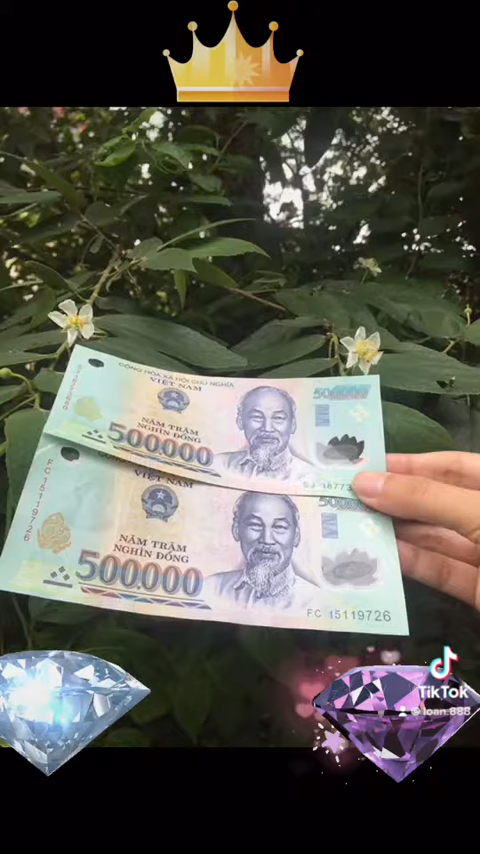 CỘNG HÒA XÃ HỘI CHỦ NGHĨA
VIỆT NAM
NĂM TRĂM
NGHÌN ĐỒNG
500000
500000
VIỆT NAM
NĂM TRĂM
NGHÌN ĐỒNG
500000
FC 15119726
FC 15119726
TikTok
@loan.888